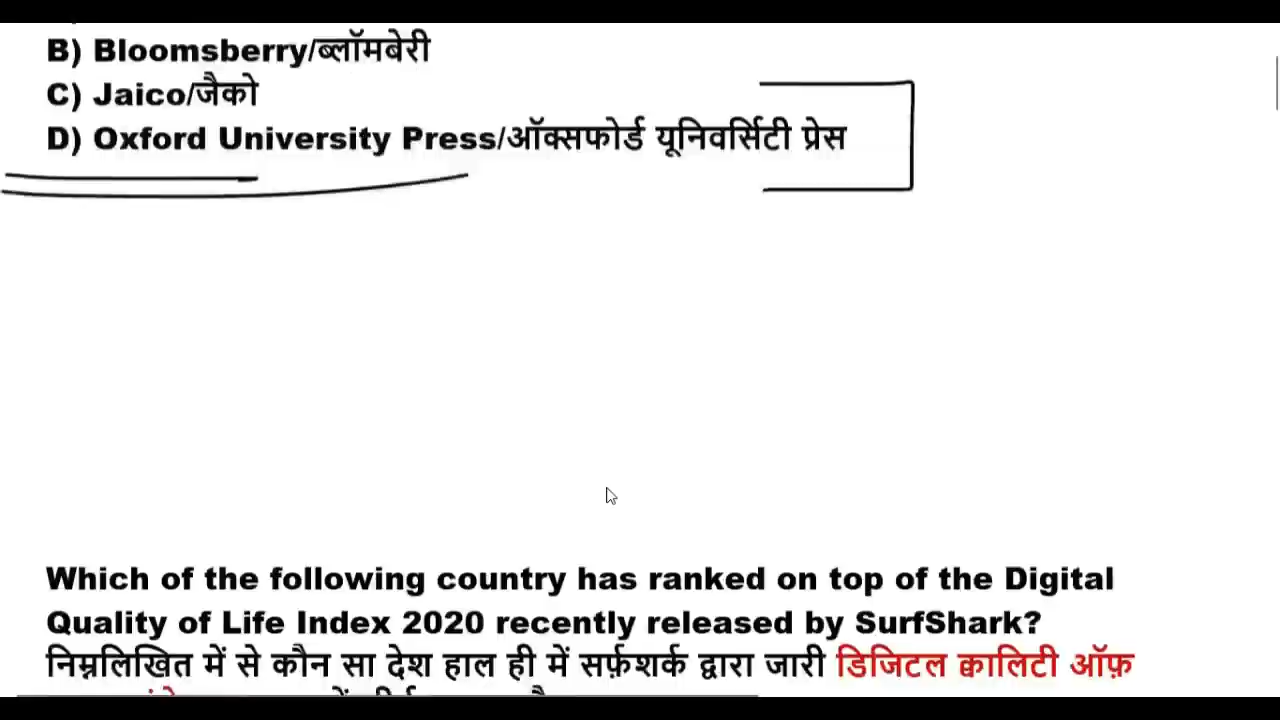 B) Bloomsberry/ब्लॉमबेरी
C) Jaico/जैको
D) Oxford University Press/ऑक्सफोर्ड यूनिवर्सिटी प्रेस
Which of the following country has ranked on top of the Digital
Quality of Life Index 2020 recently released by SurfShark?
निम्नलिखित में से कौन सा देश हाल ही में सर्फ़शर्क द्वारा जारी डिजिटल क्वालिटी ऑफ़